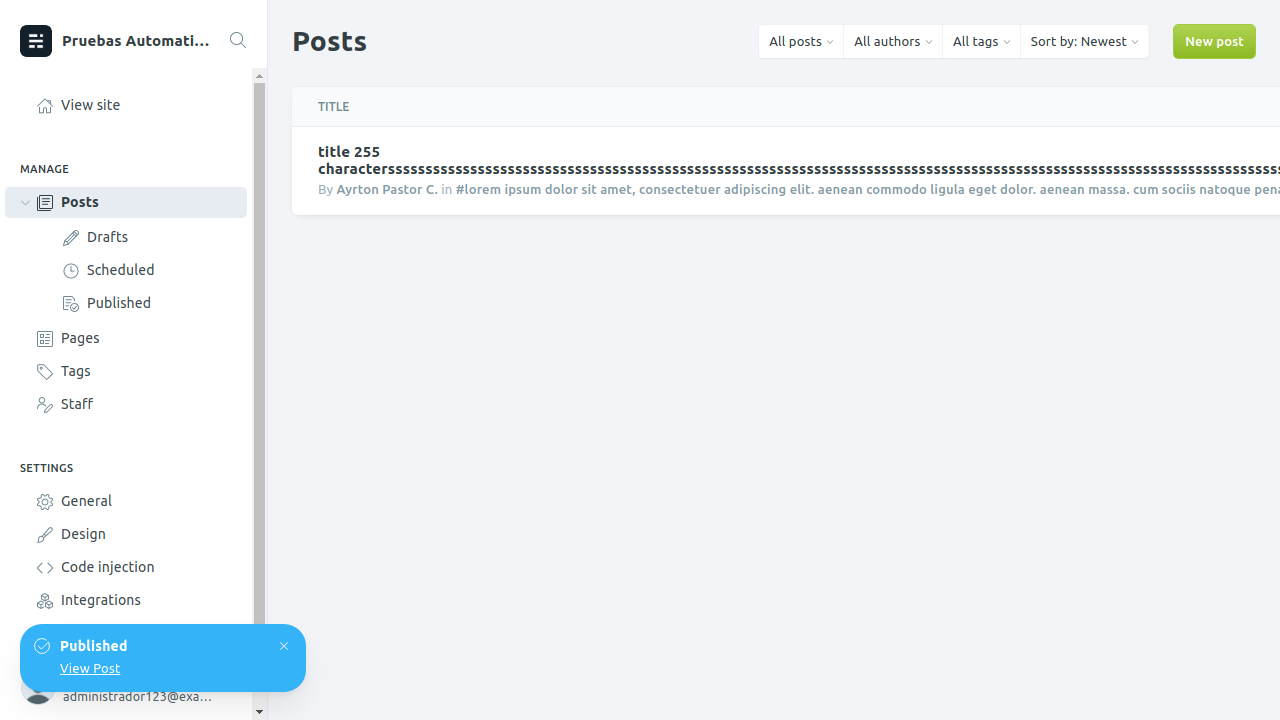 Pruebas Automati...
View site
MANAGE
Posts
Drafts
Scheduled
Published
Pages
Tags
Staff
SETTINGS
General
Design
Code injection
Integrations
Published
View Post
administrador123@exa...
Posts
All posts
All authors
All tags
Sort by: Newest
New post
TITLE
title 255
characterssssssssssssssssssssssssssssssssssssssssssssssssssssssssssssssssssssssssssssssssssssssssssssssssssssssssssssssssssssss
By Ayrton Pastor C. in #lorem ipsum dolor sit amet, consectetuer adipiscing elit. aenean commodo ligula eget dolor. aenean massa. cum sociis natoque pena